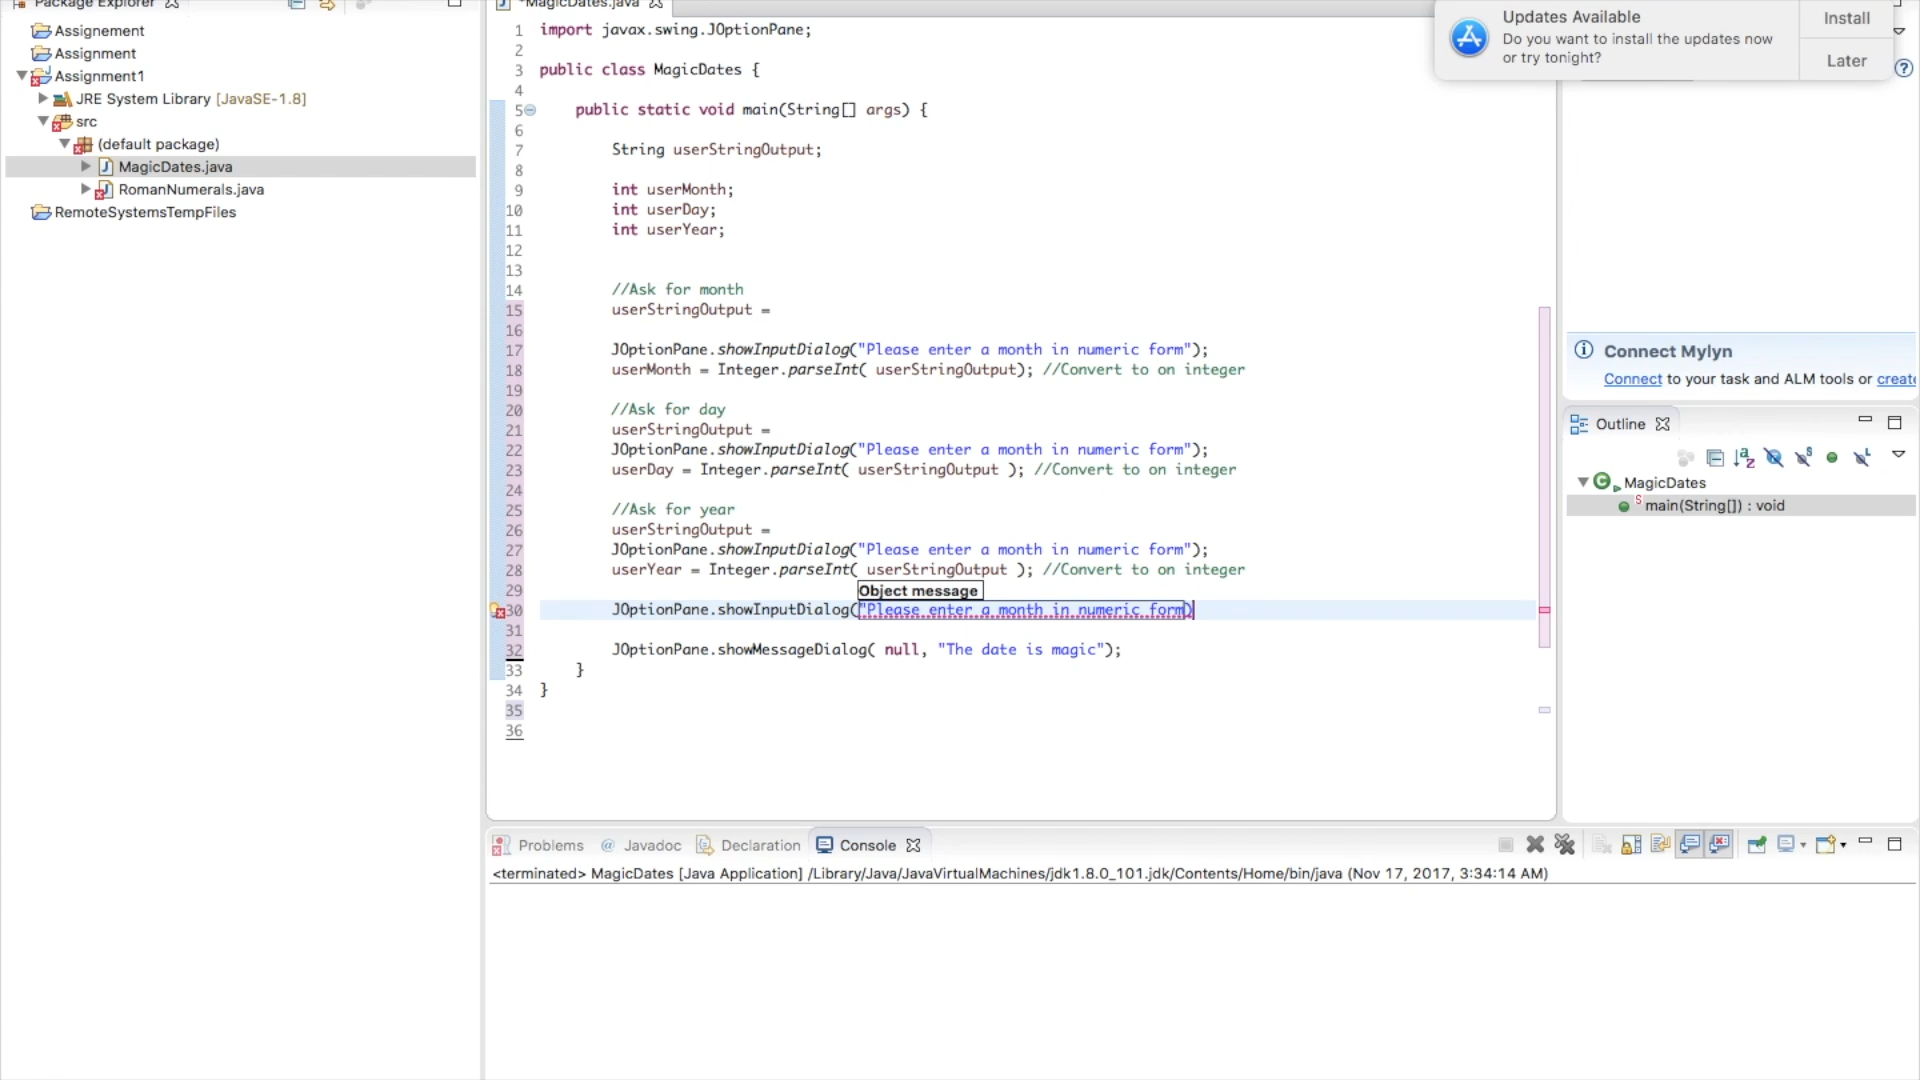 Package Explorer
Assignement
Assignment
Assignment1
JRE System Library [JavaSE-1.8]
src
(default package)
MagicDates.java
RomanNumerals.java
RemoteSystemsTempFiles
*MagicDates.java
1 import javax.swing.JOptionPane;
2
3 public class MagicDates {
4
5 public static void main(String[] args) {
6
7 String userStringOutput;
8
9 int userMonth;
10 int userDay;
11 int userYear;
12
13
14 //Ask for month
15 userStringOutput =
16
17 JOptionPane.showInputDialog("Please enter a month in numeric form");
18 userMonth = Integer.parseInt( userStringOutput); //Convert to on integer
19
20 //Ask for day
21 userStringOutput =
22 JOptionPane.showInputDialog("Please enter a month in numeric form");
23 userDay = Integer.parseInt( userStringOutput ); //Convert to on integer
24
25 //Ask for year
26 userStringOutput =
27 JOptionPane.showInputDialog("Please enter a month in numeric form");
28 userYear = Integer.parseInt( userStringOutput ); //Convert to on integer
29
Object message
30 JOptionPane.showInputDialog("Please enter a month in numeric form)
31
32 JOptionPane.showMessageDialog( null, "The date is magic");
33 }
34 }
35
36
Updates Available
Do you want to install the updates now
or try tonight?
Install
Later
Connect Mylyn
Connect to your task and ALM tools or create
Outline
MagicDates
main(String[]) : void
Problems
Javadoc
Declaration
Console
<terminated> MagicDates [Java Application] /Library/Java/JavaVirtualMachines/jdk1.8.0_101.jdk/Contents/Home/bin/java (Nov 17, 2017, 3:34:14 AM)